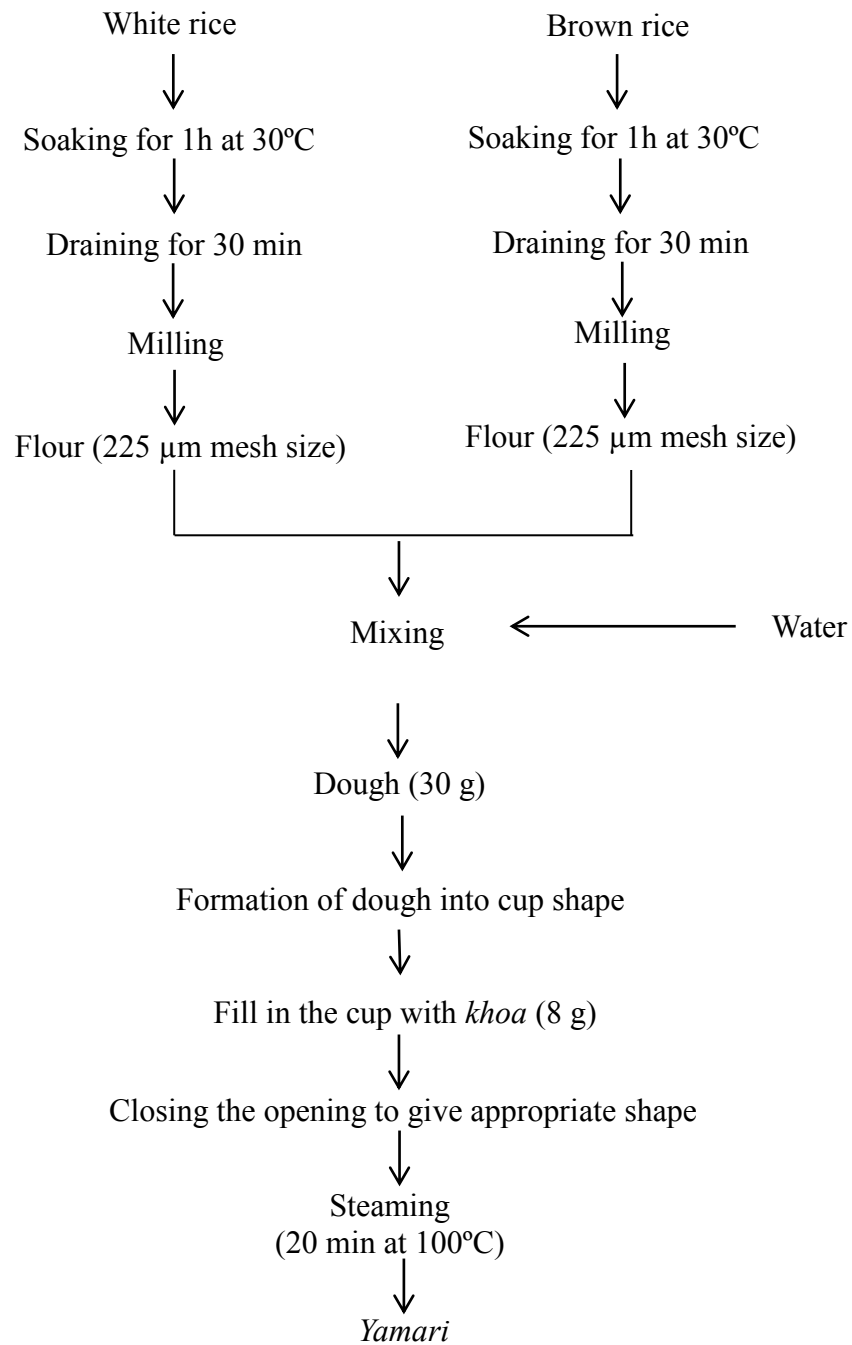 White rice
Brown rice
Soaking for 1h at 30ºC
Soaking for 1h at 30ºC
Draining for 30 min
Draining for 30 min
Milling
Milling
Flour (225 µm mesh size)
Flour (225 µm mesh size)
Mixing
Water
Dough (30 g)
Formation of dough into cup shape
Fill in the cup with khoa (8 g)
Closing the opening to give appropriate shape
Steaming
(20 min at 100ºC)
Yamari